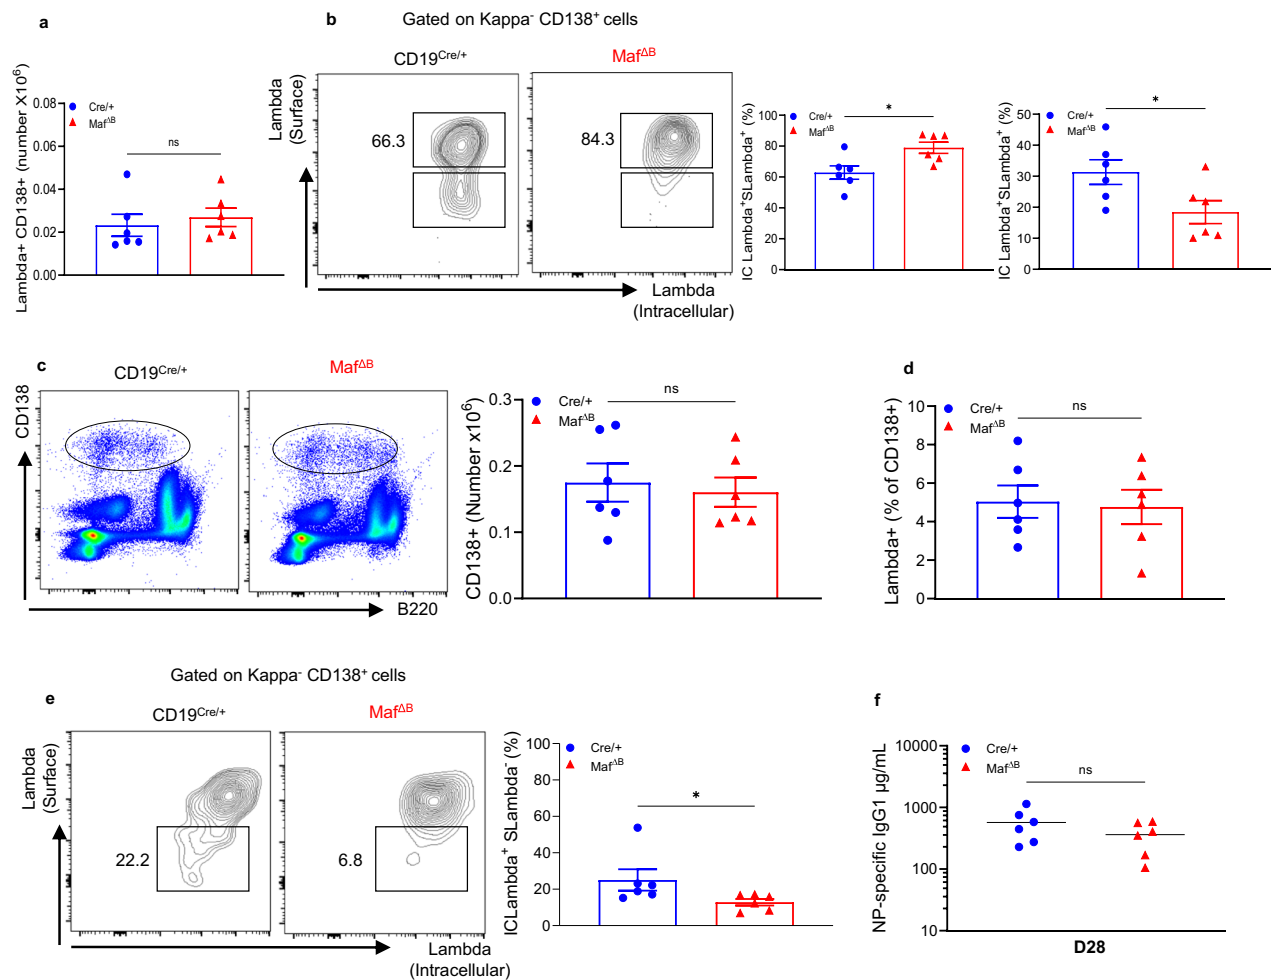 a
Lambda+ CD138+ (number X10⁶)
0.08
0.06
0.04
0.02
0.00
Cre/+
Maf^ΔB
ns
b
Gated on Kappa⁻ CD138⁺ cells
CD19^Cre/+
Maf^ΔB
Lambda
(Surface)
66.3
84.3
Lambda
(Intracellular)
IC Lambda⁺SLambda⁺ (%)
100
80
60
40
20
0
Cre/+
Maf^ΔB
*
IC Lambda⁺SLambda⁺ (%)
50
40
30
20
10
0
Cre/+
Maf^ΔB
*
c
CD19^Cre/+
Maf^ΔB
CD138
B220
CD138+ (Number x10⁶)
0.3
0.2
0.1
0.0
Cre/+
Maf^ΔB
ns
d
Lambda+ (% of CD138+)
10
8
6
4
2
0
Cre/+
Maf^ΔB
ns
Gated on Kappa⁻ CD138⁺ cells
e
CD19^Cre/+
Maf^ΔB
Lambda
(Surface)
22.2
6.8
Lambda
(Intracellular)
ICLambda⁺ SLambda⁻ (%)
100
80
60
40
20
0
Cre/+
Maf^ΔB
*
f
NP-specific IgG1 µg/mL
10000
1000
100
10
Cre/+
Maf^ΔB
ns
D28